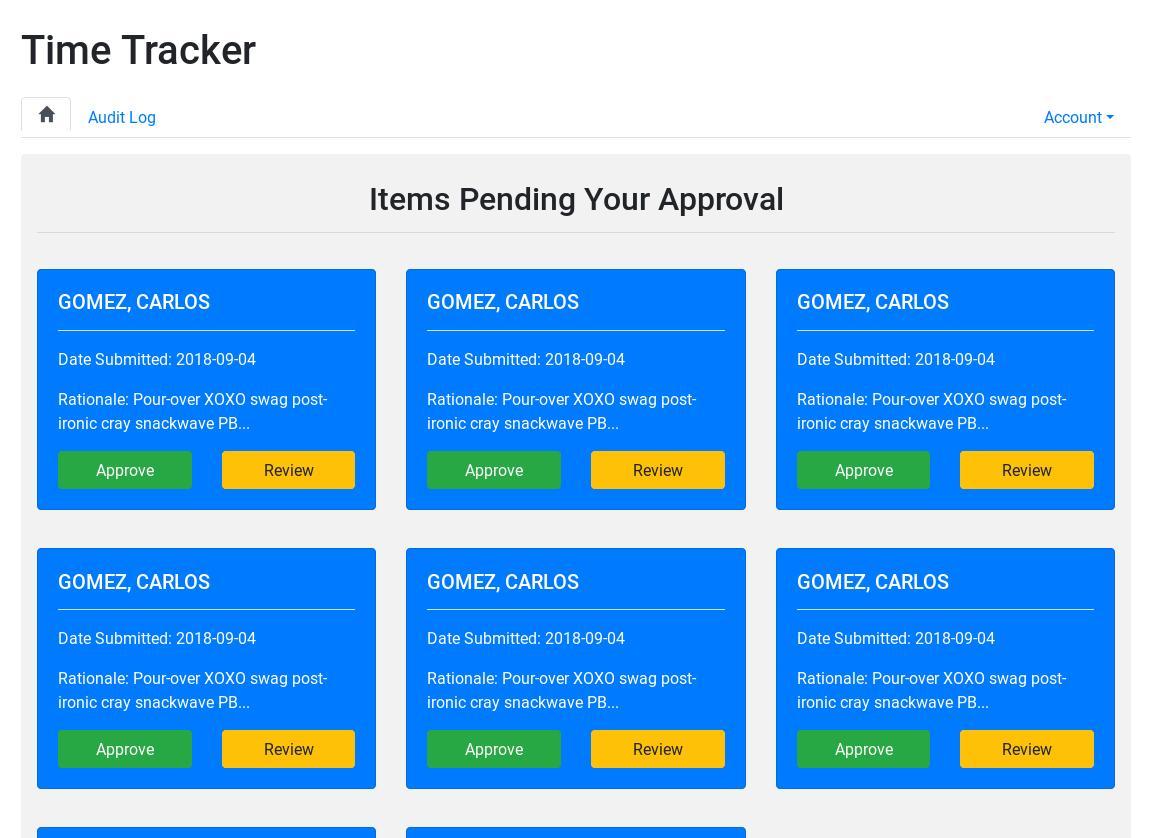 Time Tracker
Audit Log
Account
Items Pending Your Approval
GOMEZ, CARLOS
Date Submitted: 2018-09-04
Rationale: Pour-over XOXO swag post-
ironic cray snackwave PB...
Approve
Review
GOMEZ, CARLOS
Date Submitted: 2018-09-04
Rationale: Pour-over XOXO swag post-
ironic cray snackwave PB...
Approve
Review
GOMEZ, CARLOS
Date Submitted: 2018-09-04
Rationale: Pour-over XOXO swag post-
ironic cray snackwave PB...
Approve
Review
GOMEZ, CARLOS
Date Submitted: 2018-09-04
Rationale: Pour-over XOXO swag post-
ironic cray snackwave PB...
Approve
Review
GOMEZ, CARLOS
Date Submitted: 2018-09-04
Rationale: Pour-over XOXO swag post-
ironic cray snackwave PB...
Approve
Review
GOMEZ, CARLOS
Date Submitted: 2018-09-04
Rationale: Pour-over XOXO swag post-
ironic cray snackwave PB...
Approve
Review